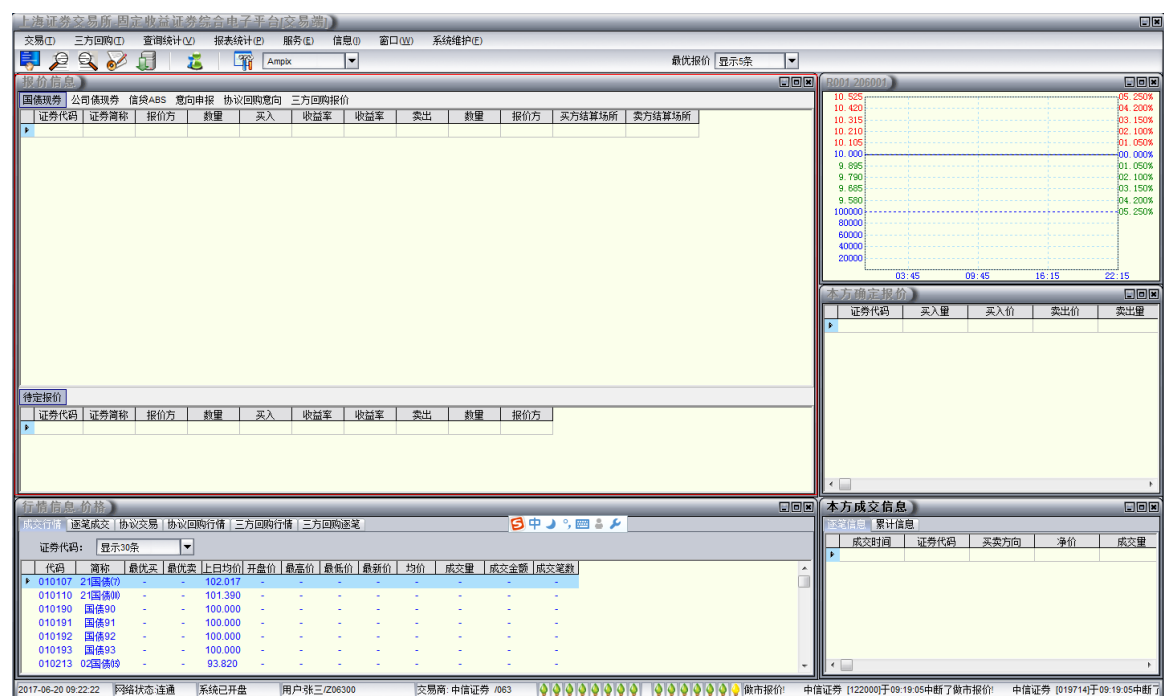 上海证券交易所-固定收益证券综合电子平台[交易端]
交易(T) 三方回购(T) 查询统计(V) 报表统计(P) 服务(E) 信息(I) 窗口(W) 系统维护(F)
Ampix 最优报价 显示5条
报价信息
国债现券 公司债现券 信贷ABS 意向申报 协议回购意向 三方回购报价
证券代码 证券简称 报价方 数量 买入 收益率 收益率 卖出 数量 报价方 买方结算场所 卖方结算场所
待定报价
证券代码 证券简称 报价方 数量 买入 收益率 收益率 卖出 数量 报价方
R001 206001
10.525 05.250%
10.420 04.200%
10.315 03.150%
10.210 02.100%
10.105 01.050%
10.000 00.000%
9.895 01.050%
9.790 02.100%
9.685 03.150%
9.580 04.200%
100000 05.250%
80000
60000
40000
20000
03:45 09:45 16:15 22:15
本方确定报价
证券代码 买入量 买入价 卖出价 卖出量
行情信息-价格
成交行情 逐笔成交 协议交易 协议回购行情 三方回购行情 三方回购逐笔
中
证券代码: 显示30条
代码 简称 最优买 最优卖 上日均价 开盘价 最高价 最低价 最新价 均价 成交量 成交金额 成交笔数
010107 21国债⑺ - - 102.017 - - - - - - - -
010110 21国债⑽ - - 101.390 - - - - - - - -
010190 国债90 - - 100.000 - - - - - - - -
010191 国债91 - - 100.000 - - - - - - - -
010192 国债92 - - 100.000 - - - - - - - -
010193 国债93 - - 100.000 - - - - - - - -
010213 02国债⒀ - - 93.820 - - - - - - - -
本方成交信息
逐笔信息 累计信息
成交时间 证券代码 买卖方向 净价 成交量
2017-06-20 09:22:22 网络状态:连通 系统已开盘 用户:张三/Z06300 交易商:中信证券 /063 做市报价! 中信证券 [122000]于09:19:05中断了做市报价! 中信证券 [019714]于09:19:05中断了